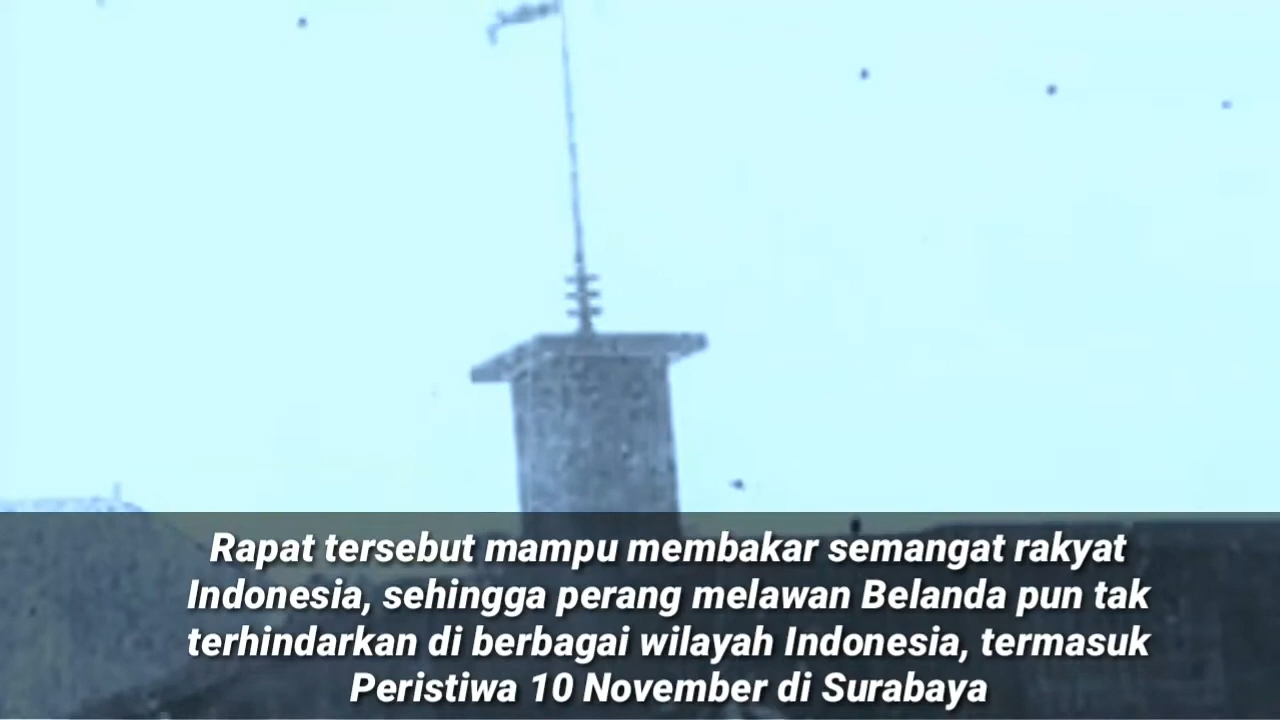 Rapat tersebut mampu membakar semangat rakyat
Indonesia, sehingga perang melawan Belanda pun tak
terhindarkan di berbagai wilayah Indonesia, termasuk
Peristiwa 10 November di Surabaya